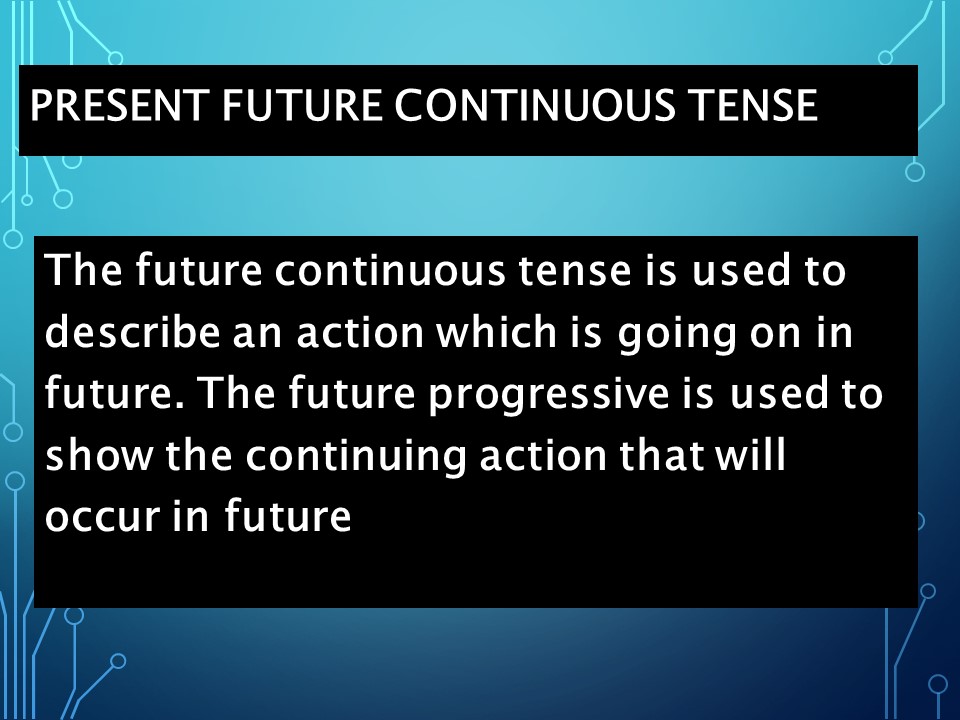 PRESENT FUTURE CONTINUOUS TENSE
The future continuous tense is used to
describe an action which is going on in
future. The future progressive is used to
show the continuing action that will
occur in future